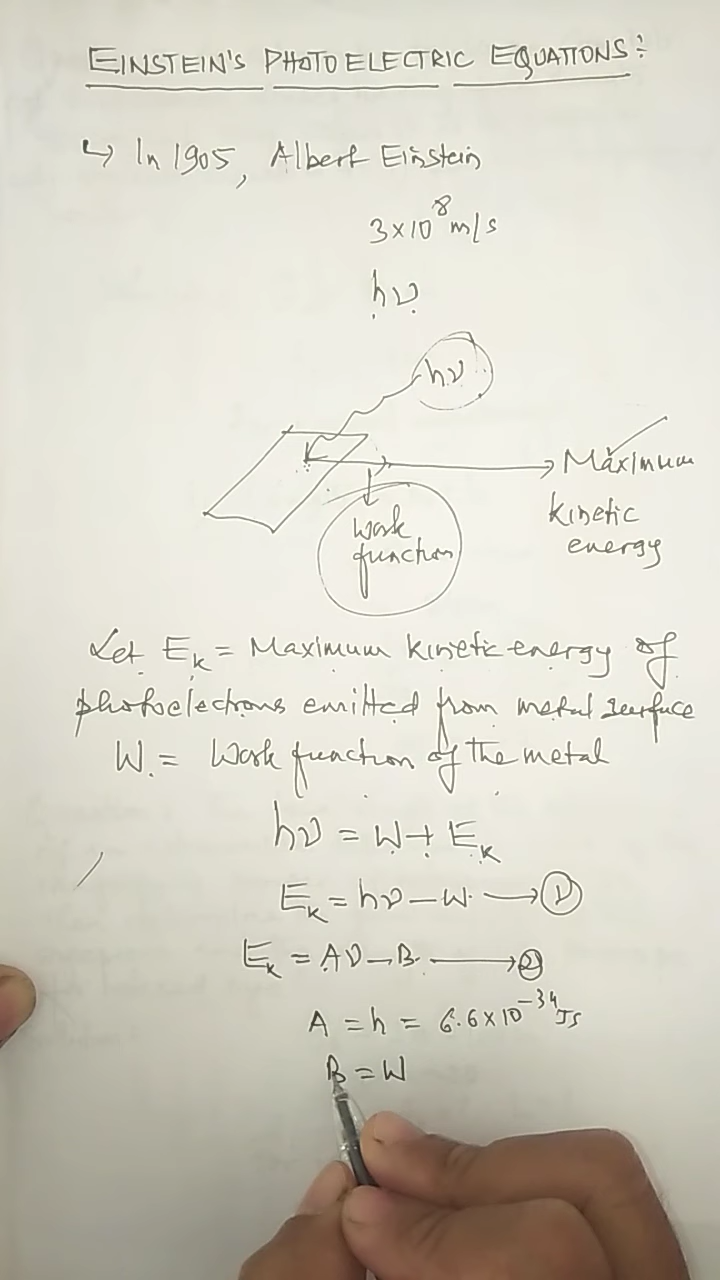 EINSTEIN'S PHOTOELECTRIC EQUATIONS:
↳ In 1905, Albert Einstein
3×10⁸ m/s
hν
hν
Maximum
kinetic
energy
Work
function
Let Eₖ = Maximum kinetic energy of
photoelectrons emitted from metal surface
W = Work function of the metal
hν = W + Eₖ
Eₖ = hν – W → ①
Eₖ = Aν – B → ②
A = h = 6.6×10⁻³⁴ Js
B = W